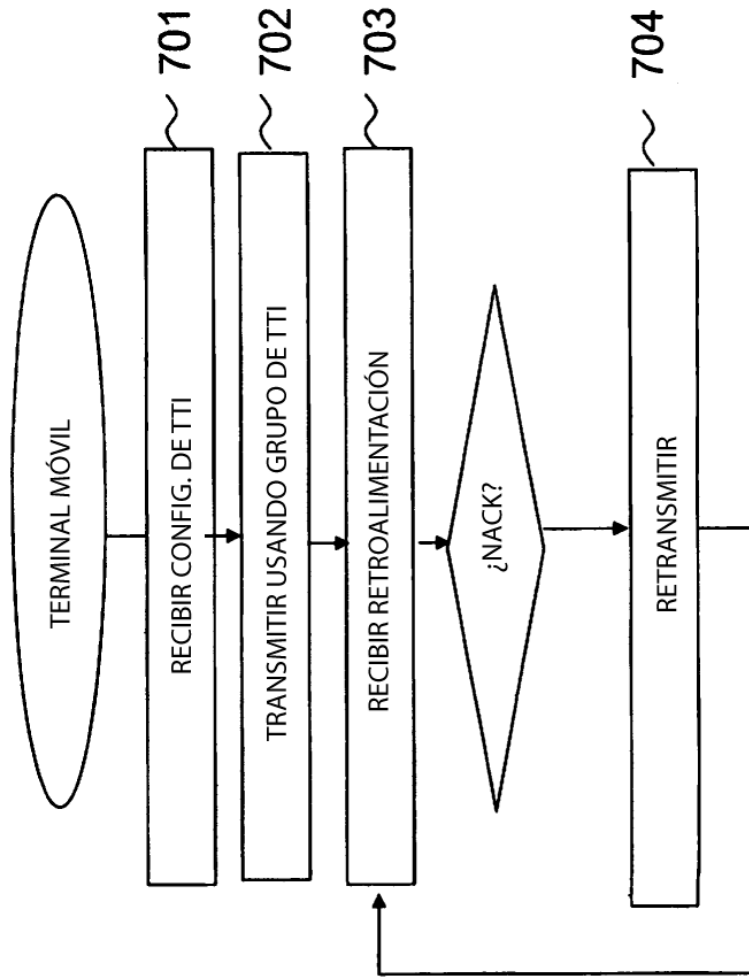 TERMINAL MÓVIL
RECIBIR CONFIG. DE TTI
701
TRANSMITIR USANDO GRUPO DE TTI
702
RECIBIR RETROALIMENTACIÓN
703
¿NACK?
RETRANSMITIR
704